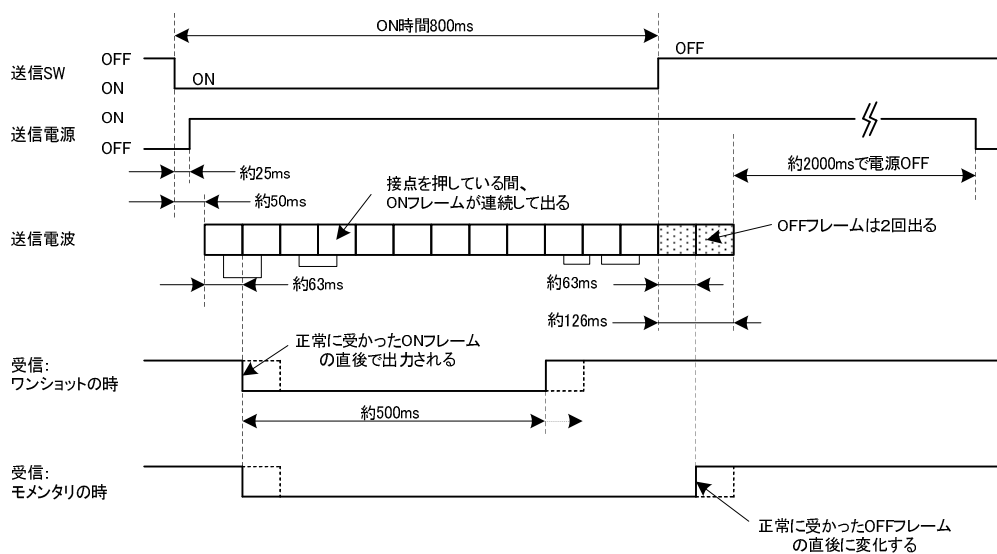 ON時間800ms
送信SW
OFF
ON
ON
OFF
送信電源
ON
OFF
約25ms
約2000msで電源OFF
約50ms
接点を押している間、
ONフレームが連続して出る
送信電波
OFFフレームは2回出る
約63ms
約63ms
約126ms
受信:
ワンショットの時
正常に受かったONフレーム
の直後で出力される
約500ms
受信:
モメンタリの時
正常に受かったOFFフレーム
の直後に変化する